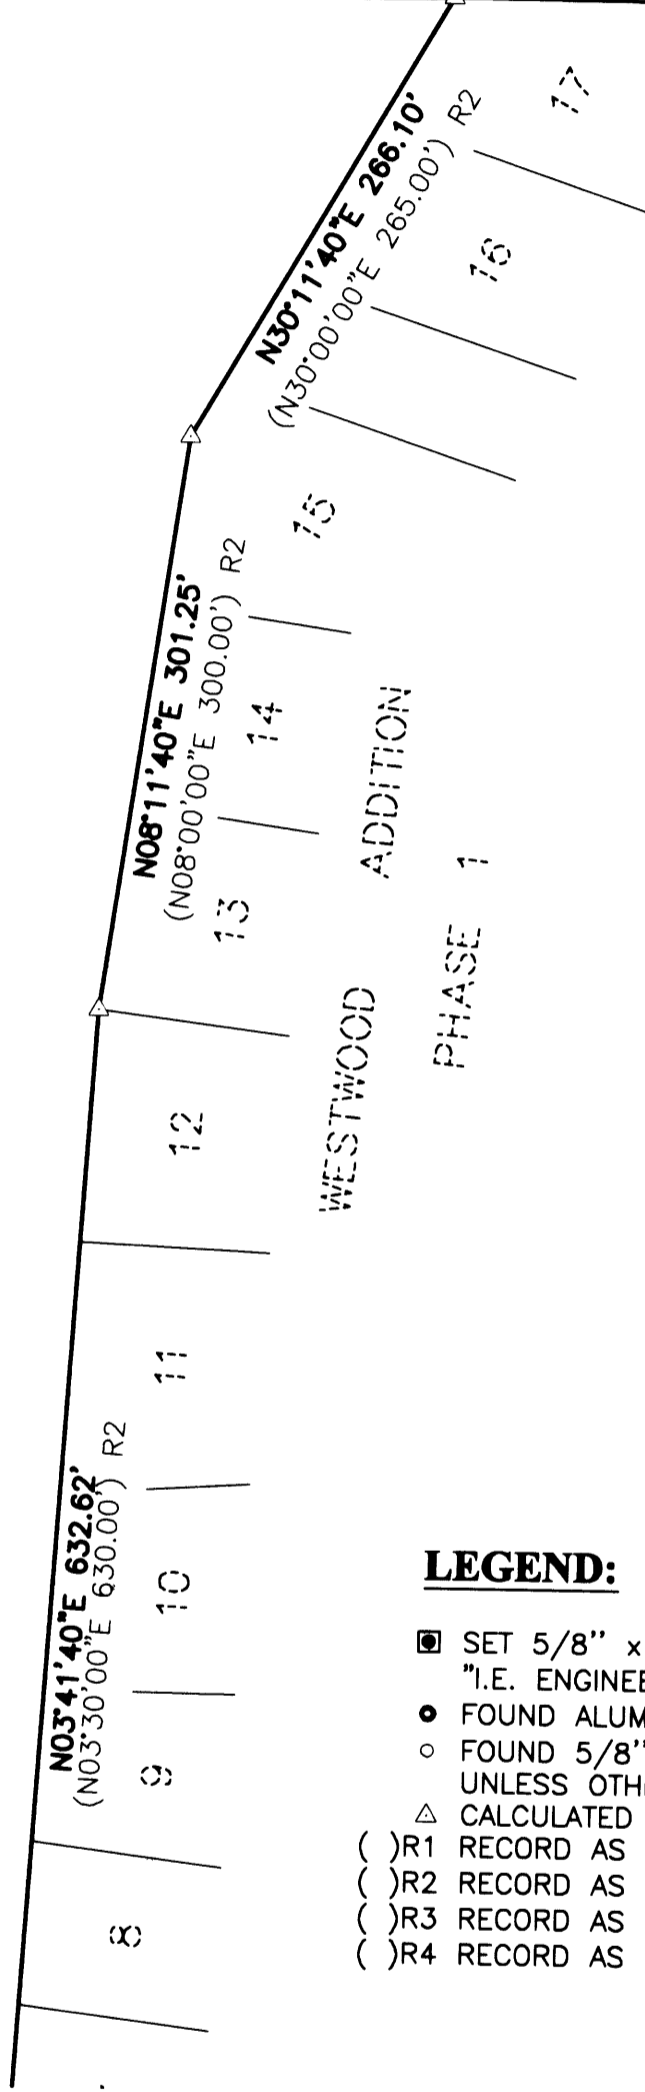 17
N30°11'40"E 266.10'
(N30°00'00"E 265.00') R2
16
15
N08°11'40"E 301.25'
(N08°00'00"E 300.00') R2
14
13
WESTWOOD ADDITION
PHASE 1
12
11
N03°41'40"E 632.62'
(N03°30'00"E 630.00') R2
10
9
8
LEGEND:
SET 5/8" x
"I.E. ENGINEE
FOUND ALUM
FOUND 5/8"
UNLESS OTH
CALCULATED
( )R1 RECORD AS
( )R2 RECORD AS
( )R3 RECORD AS
( )R4 RECORD AS